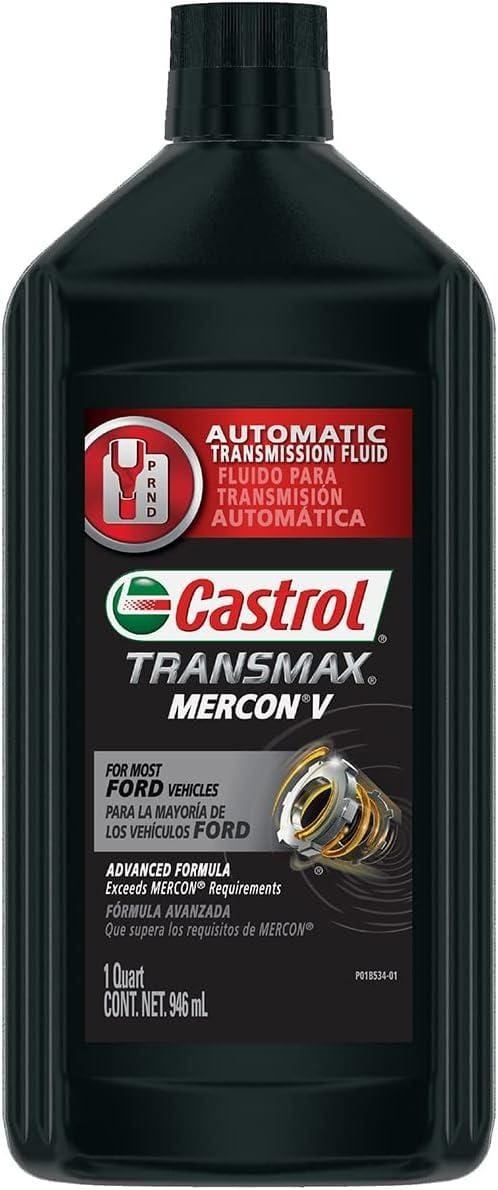 P
R
N
D
AUTOMATIC
TRANSMISSION FLUID
FLUIDO PARA
TRANSMISIÓN
AUTOMÁTICA
Castrol®
TRANSMAX®
MERCON® V
FOR MOST
FORD VEHICLES
PARA LA MAYORÍA DE
LOS VEHÍCULOS FORD
ADVANCED FORMULA
Exceeds MERCON® Requirements
FÓRMULA AVANZADA
Que supera los requisitos de MERCON®
®
1 Quart
CONT. NET. 946 mL
P01B534-01